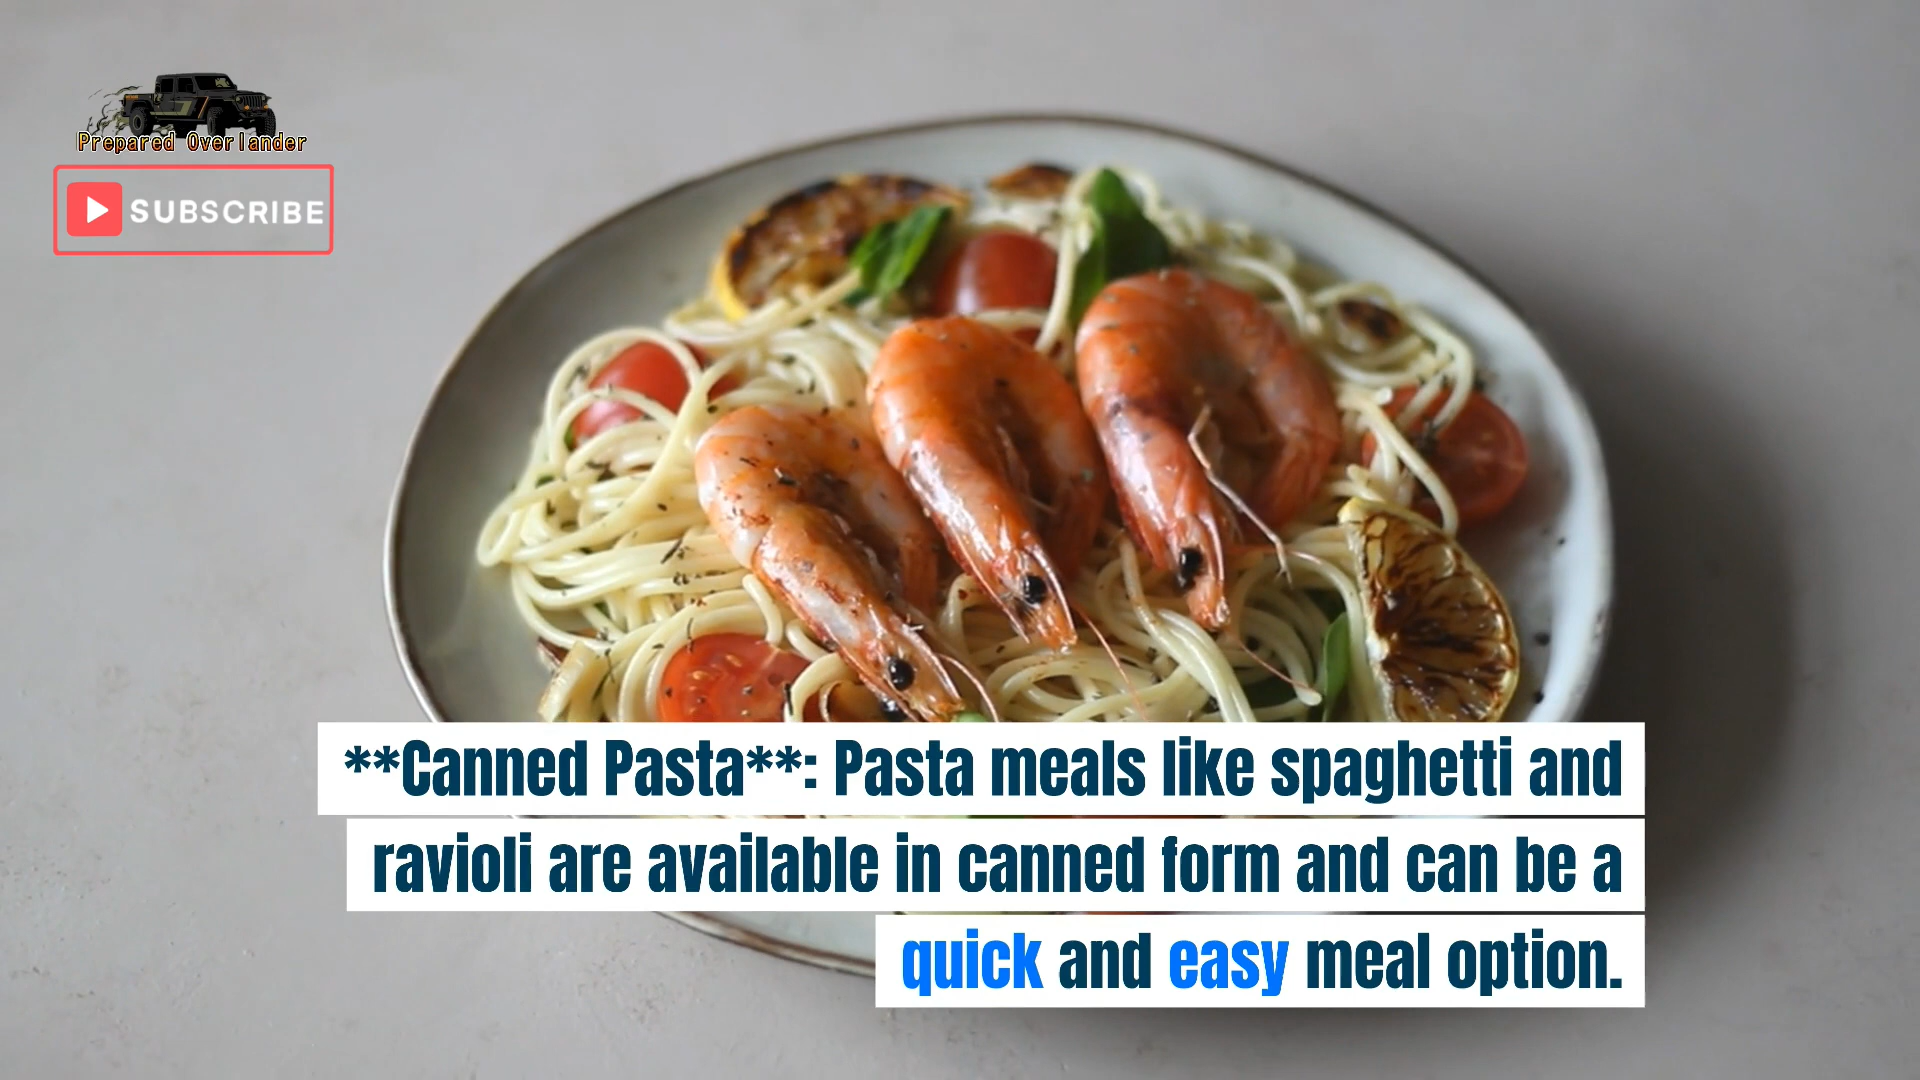 Prepared Overlander
SUBSCRIBE
**Canned Pasta**: Pasta meals like spaghetti and
ravioli are available in canned form and can be a
quick and easy meal option.